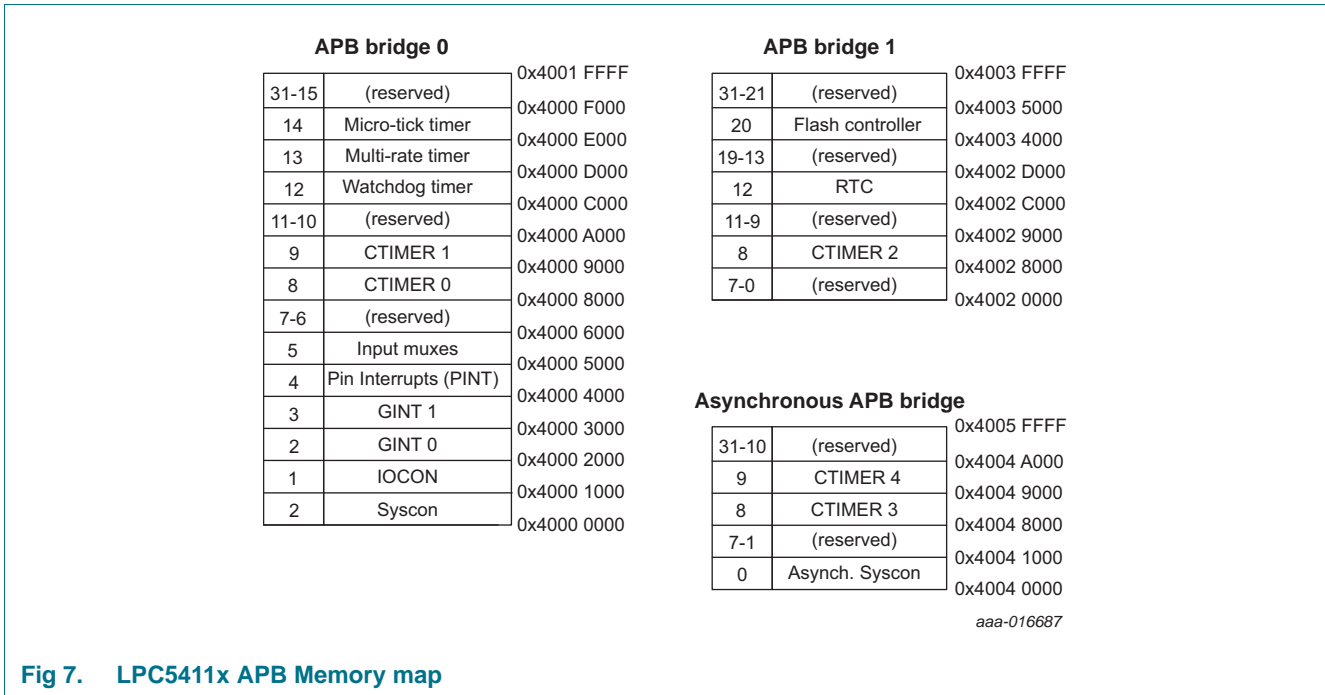 APB bridge 0
0x4001 FFFF
31-15 (reserved)
0x4000 F000
14 Micro-tick timer
0x4000 E000
13 Multi-rate timer
0x4000 D000
12 Watchdog timer
0x4000 C000
11-10 (reserved)
0x4000 A000
9 CTIMER 1
0x4000 9000
8 CTIMER 0
0x4000 8000
7-6 (reserved)
0x4000 6000
5 Input muxes
0x4000 5000
4 Pin Interrupts (PINT)
0x4000 4000
3 GINT 1
0x4000 3000
2 GINT 0
0x4000 2000
1 IOCON
0x4000 1000
2 Syscon
0x4000 0000
APB bridge 1
0x4003 FFFF
31-21 (reserved)
0x4003 5000
20 Flash controller
0x4003 4000
19-13 (reserved)
0x4002 D000
12 RTC
0x4002 C000
11-9 (reserved)
0x4002 9000
8 CTIMER 2
0x4002 8000
7-0 (reserved)
0x4002 0000
Asynchronous APB bridge
0x4005 FFFF
31-10 (reserved)
0x4004 A000
9 CTIMER 4
0x4004 9000
8 CTIMER 3
0x4004 8000
7-1 (reserved)
0x4004 1000
0 Asynch. Syscon
0x4004 0000
aaa-016687
Fig 7. LPC5411x APB Memory map